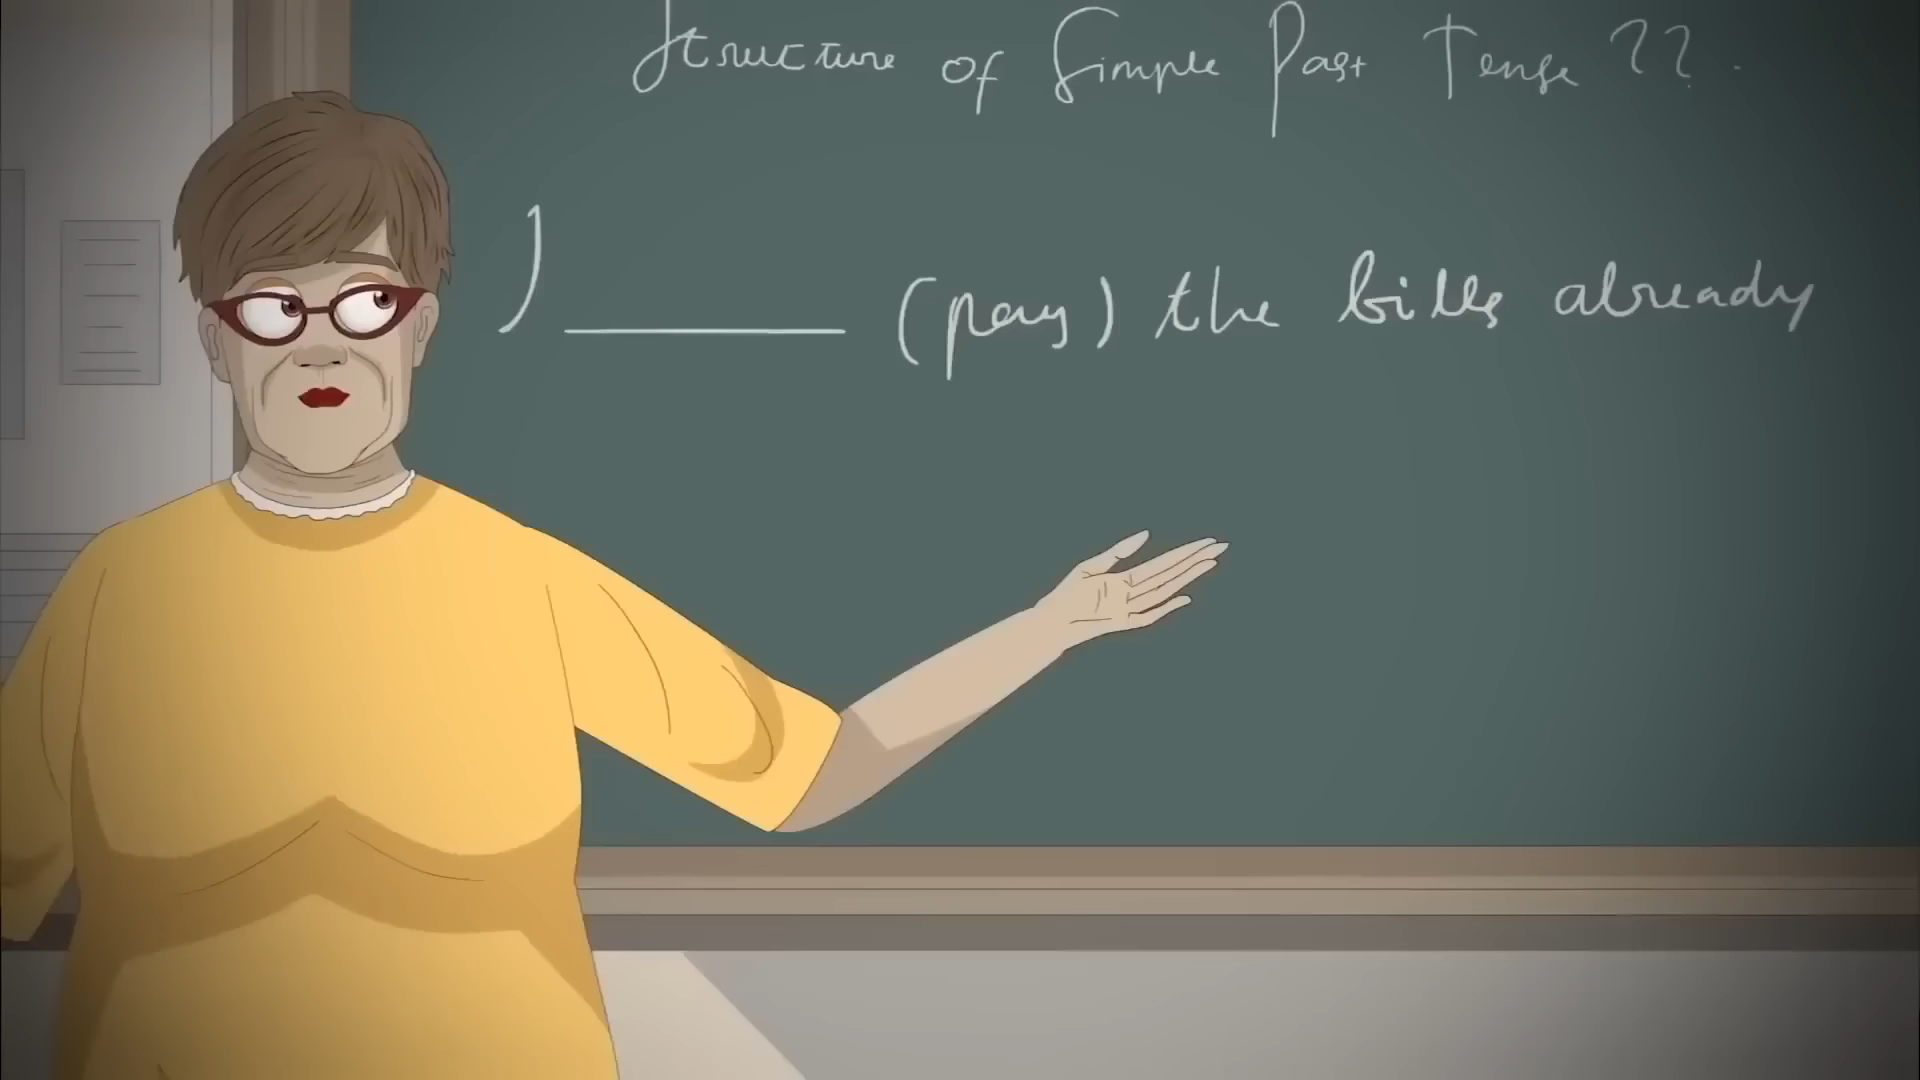 Structure of Simple Past Tense ??.
) ______ (pay) the bills already